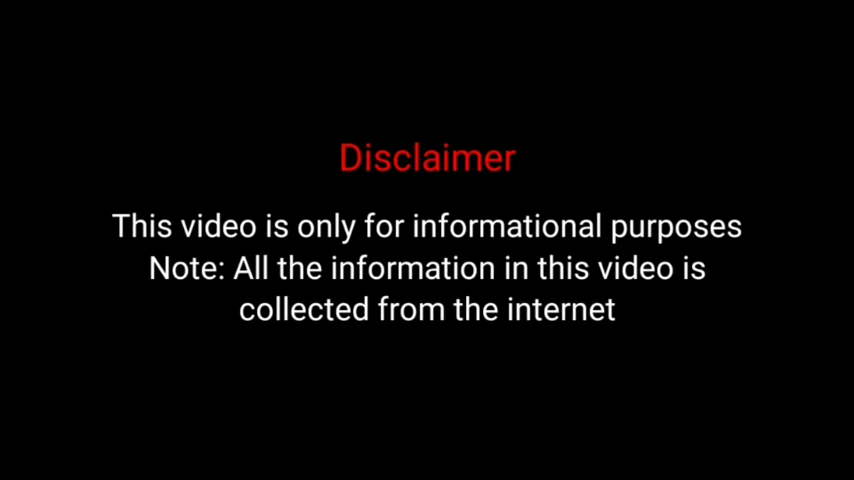 Disclaimer
This video is only for informational purposes
Note: All the information in this video is
collected from the internet